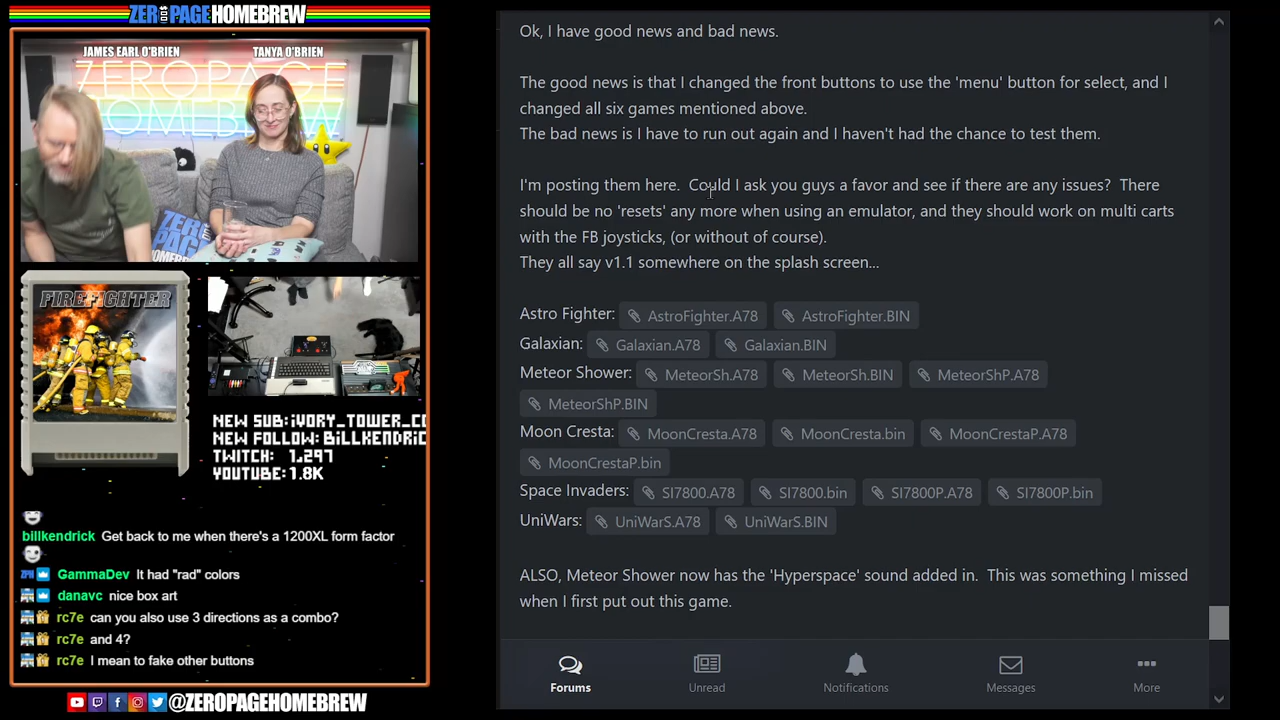 ZEROPAGEHOMEBREW
JAMES EARL O'BRIEN
TANYA O'BRIEN
ZEROPAGE
HOMEBREW
FIREFIGHTER
NEW SUB:IVORY_TOWER_CO
NEW FOLLOW:BILLKENDRIC
TWITCH 1,297
YOUTUBE:1.8K
billkendrick Get back to me when there's a 1200XL form factor
GammaDev It had "rad" colors
danavc nice box art
rc7e can you also use 3 directions as a combo?
rc7e and 4?
rc7e I mean to fake other buttons
@ZEROPAGEHOMEBREW
Ok, I have good news and bad news.
The good news is that I changed the front buttons to use the 'menu' button for select, and I
changed all six games mentioned above.
The bad news is I have to run out again and I haven't had the chance to test them.
I'm posting them here.  Could I ask you guys a favor and see if there are any issues?  There
should be no 'resets' any more when using an emulator, and they should work on multi carts
with the FB joysticks, (or without of course).
They all say v1.1 somewhere on the splash screen...
Astro Fighter: AstroFighter.A78 AstroFighter.BIN
Galaxian: Galaxian.A78 Galaxian.BIN
Meteor Shower: MeteorSh.A78 MeteorSh.BIN MeteorShP.A78
MeteorShP.BIN
Moon Cresta: MoonCresta.A78 MoonCresta.bin MoonCrestaP.A78
MoonCrestaP.bin
Space Invaders: SI7800.A78 SI7800.bin SI7800P.A78 SI7800P.bin
UniWars: UniWarS.A78 UniWarS.BIN
ALSO, Meteor Shower now has the 'Hyperspace' sound added in.  This was something I missed
when I first put out this game.
Forums
Unread
Notifications
Messages
More